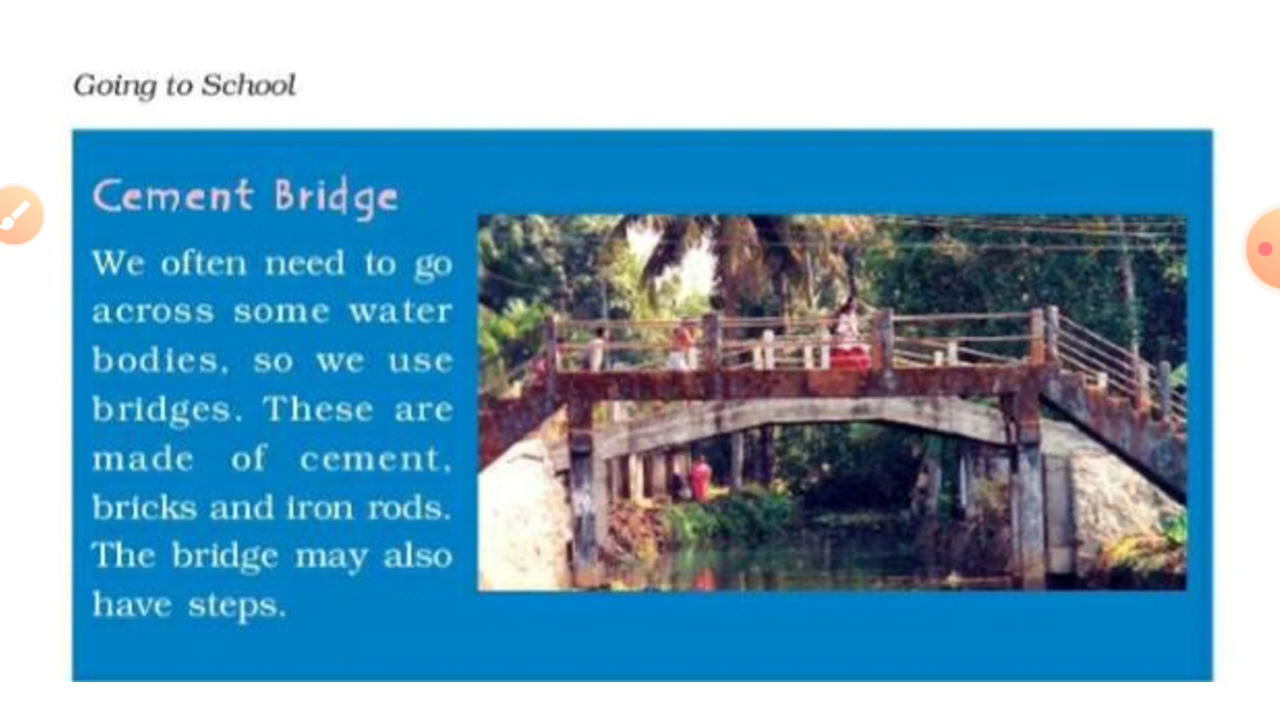 Going to School
Cement Bridge
We often need to go
across some water
bodies, so we use
bridges. These are
made of cement,
bricks and iron rods.
The bridge may also
have steps.